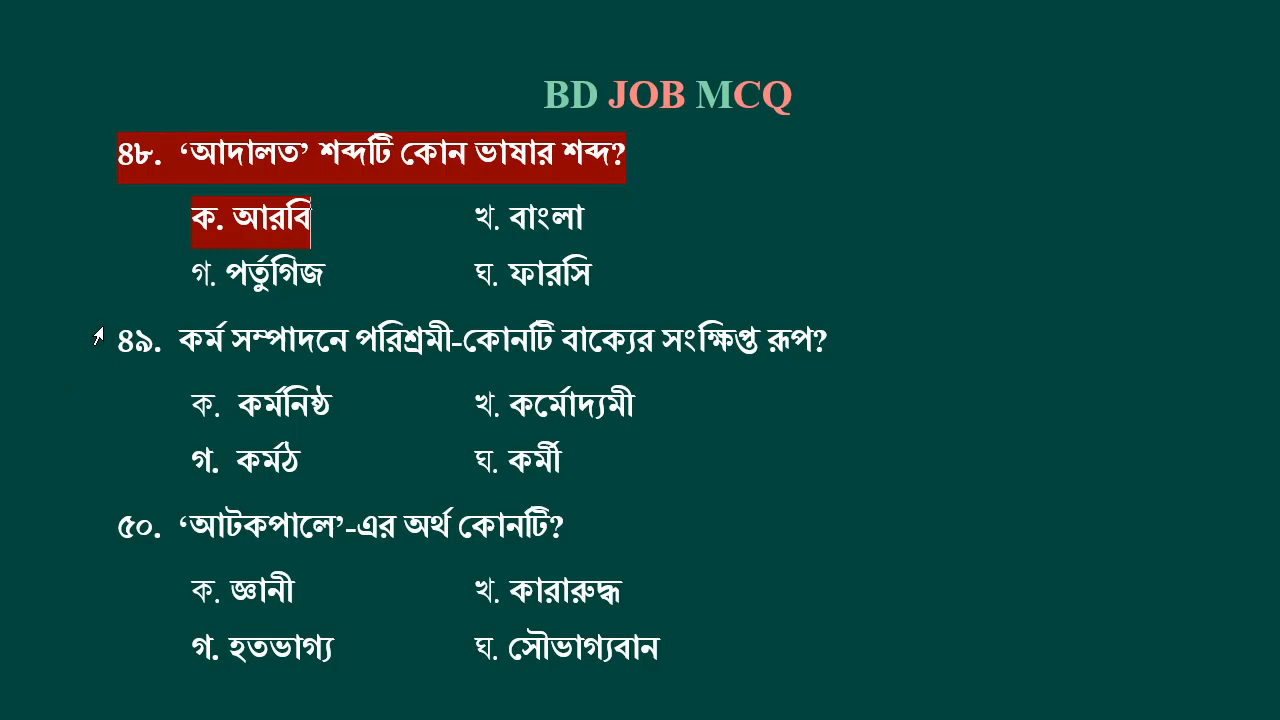 BD JOB MCQ
৪৮. ‘আদালত’ শব্দটি কোন ভাষার শব্দ?
ক. আরবি খ. বাংলা
গ. পর্তুগিজ ঘ. ফারসি
৪৯. কর্ম সম্পাদনে পরিশ্রমী-কোনটি বাক্যের সংক্ষিপ্ত রূপ?
ক. কর্মনিষ্ঠ খ. কর্মোদ্যমী
গ. কর্মঠ ঘ. কর্মী
৫০. ‘আটকপালে’-এর অর্থ কোনটি?
ক. জ্ঞানী খ. কারারুদ্ধ
গ. হতভাগ্য ঘ. সৌভাগ্যবান